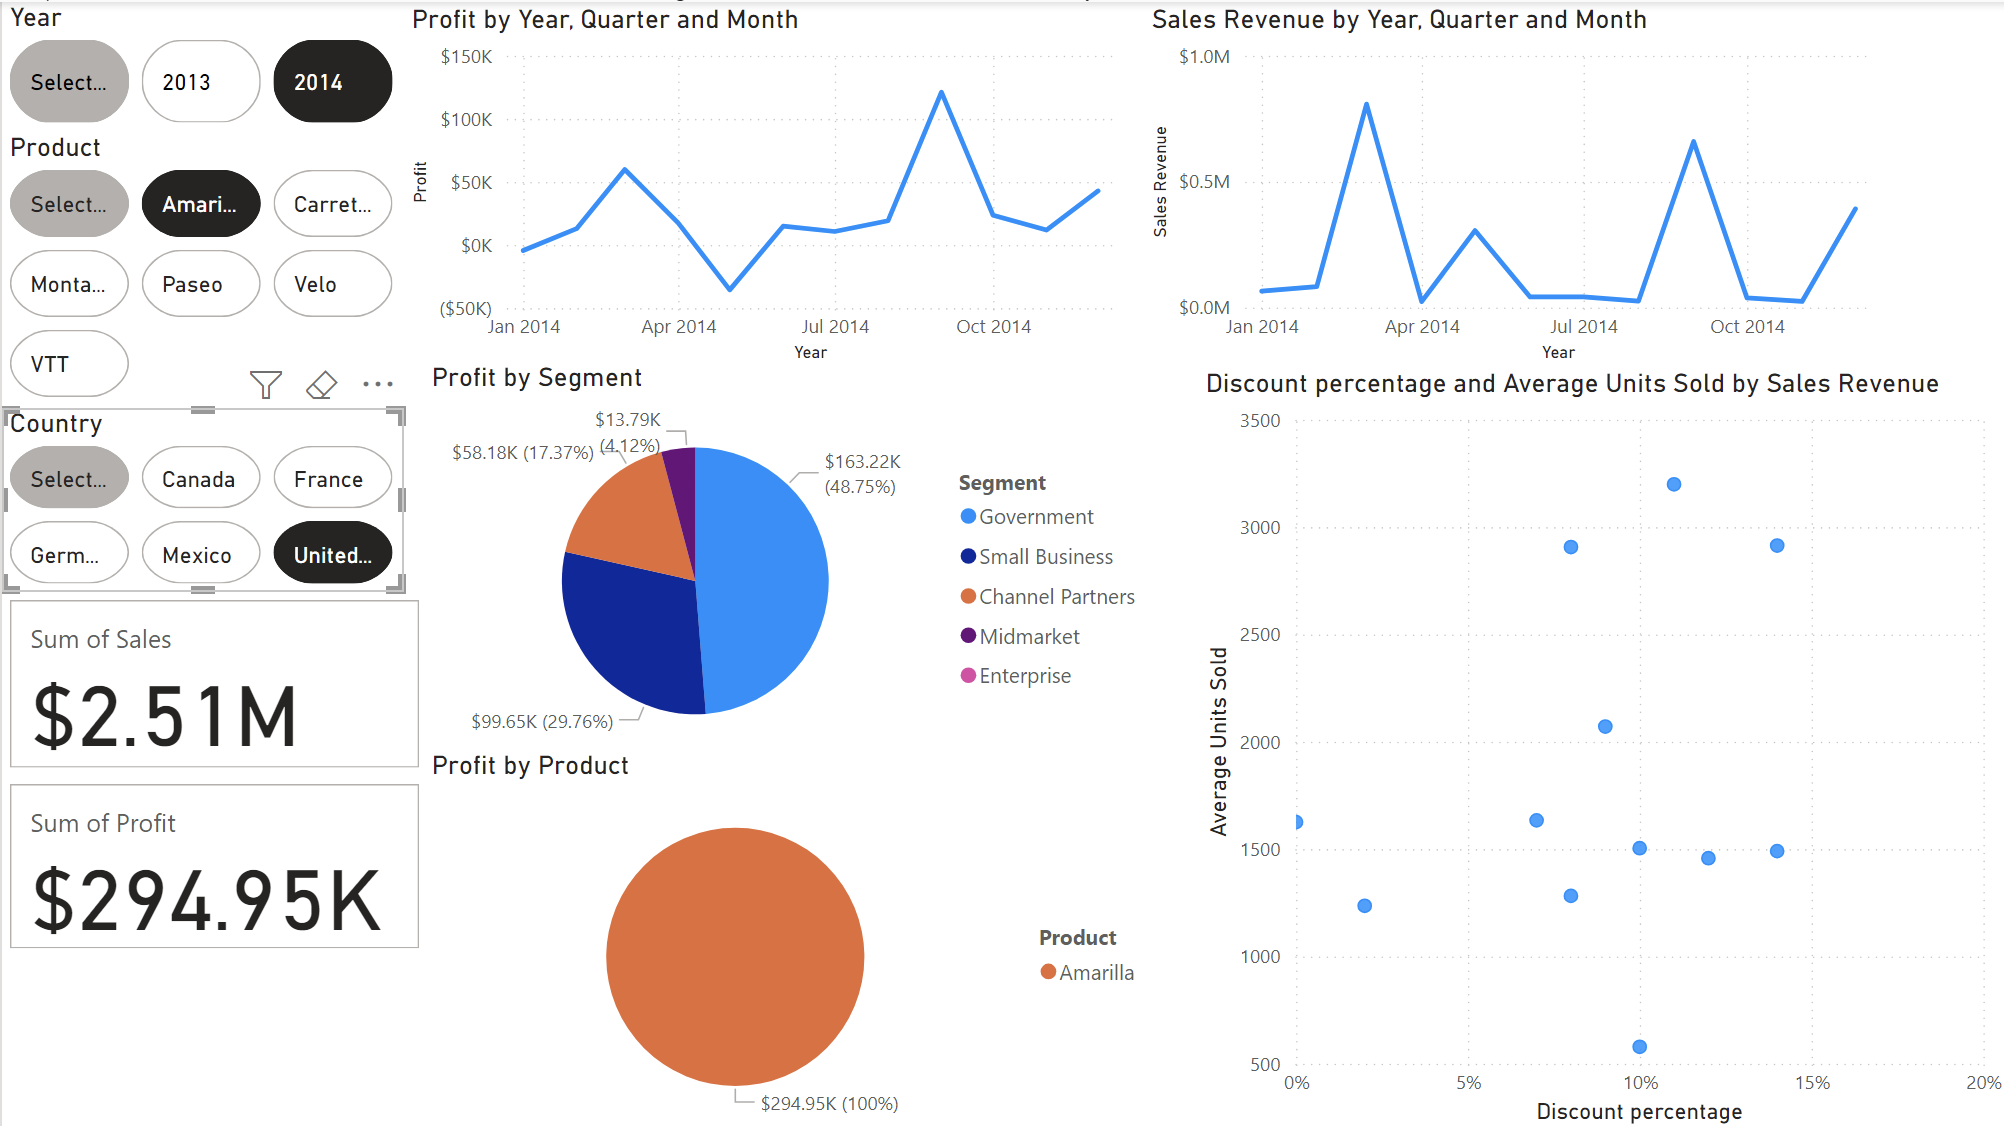 Year
Select...
2013
2014
Product
Select...
Amari...
Carret...
Monta...
Paseo
Velo
VTT
Country
Select...
Canada
France
Germ...
Mexico
United...
Sum of Sales
$2.51M
Sum of Profit
$294.95K
Profit by Year, Quarter and Month
Profit
$150K
$100K
$50K
$0K
($50K)
Jan 2014
Apr 2014
Jul 2014
Oct 2014
Year
Sales Revenue by Year, Quarter and Month
Sales Revenue
$1.0M
$0.5M
$0.0M
Jan 2014
Apr 2014
Jul 2014
Oct 2014
Year
Profit by Segment
$13.79K
(4.12%)
$58.18K (17.37%)
$163.22K
(48.75%)
$99.65K (29.76%)
Segment
Government
Small Business
Channel Partners
Midmarket
Enterprise
Profit by Product
$294.95K (100%)
Product
Amarilla
Discount percentage and Average Units Sold by Sales Revenue
Average Units Sold
3500
3000
2500
2000
1500
1000
500
0%
5%
10%
15%
20%
Discount percentage